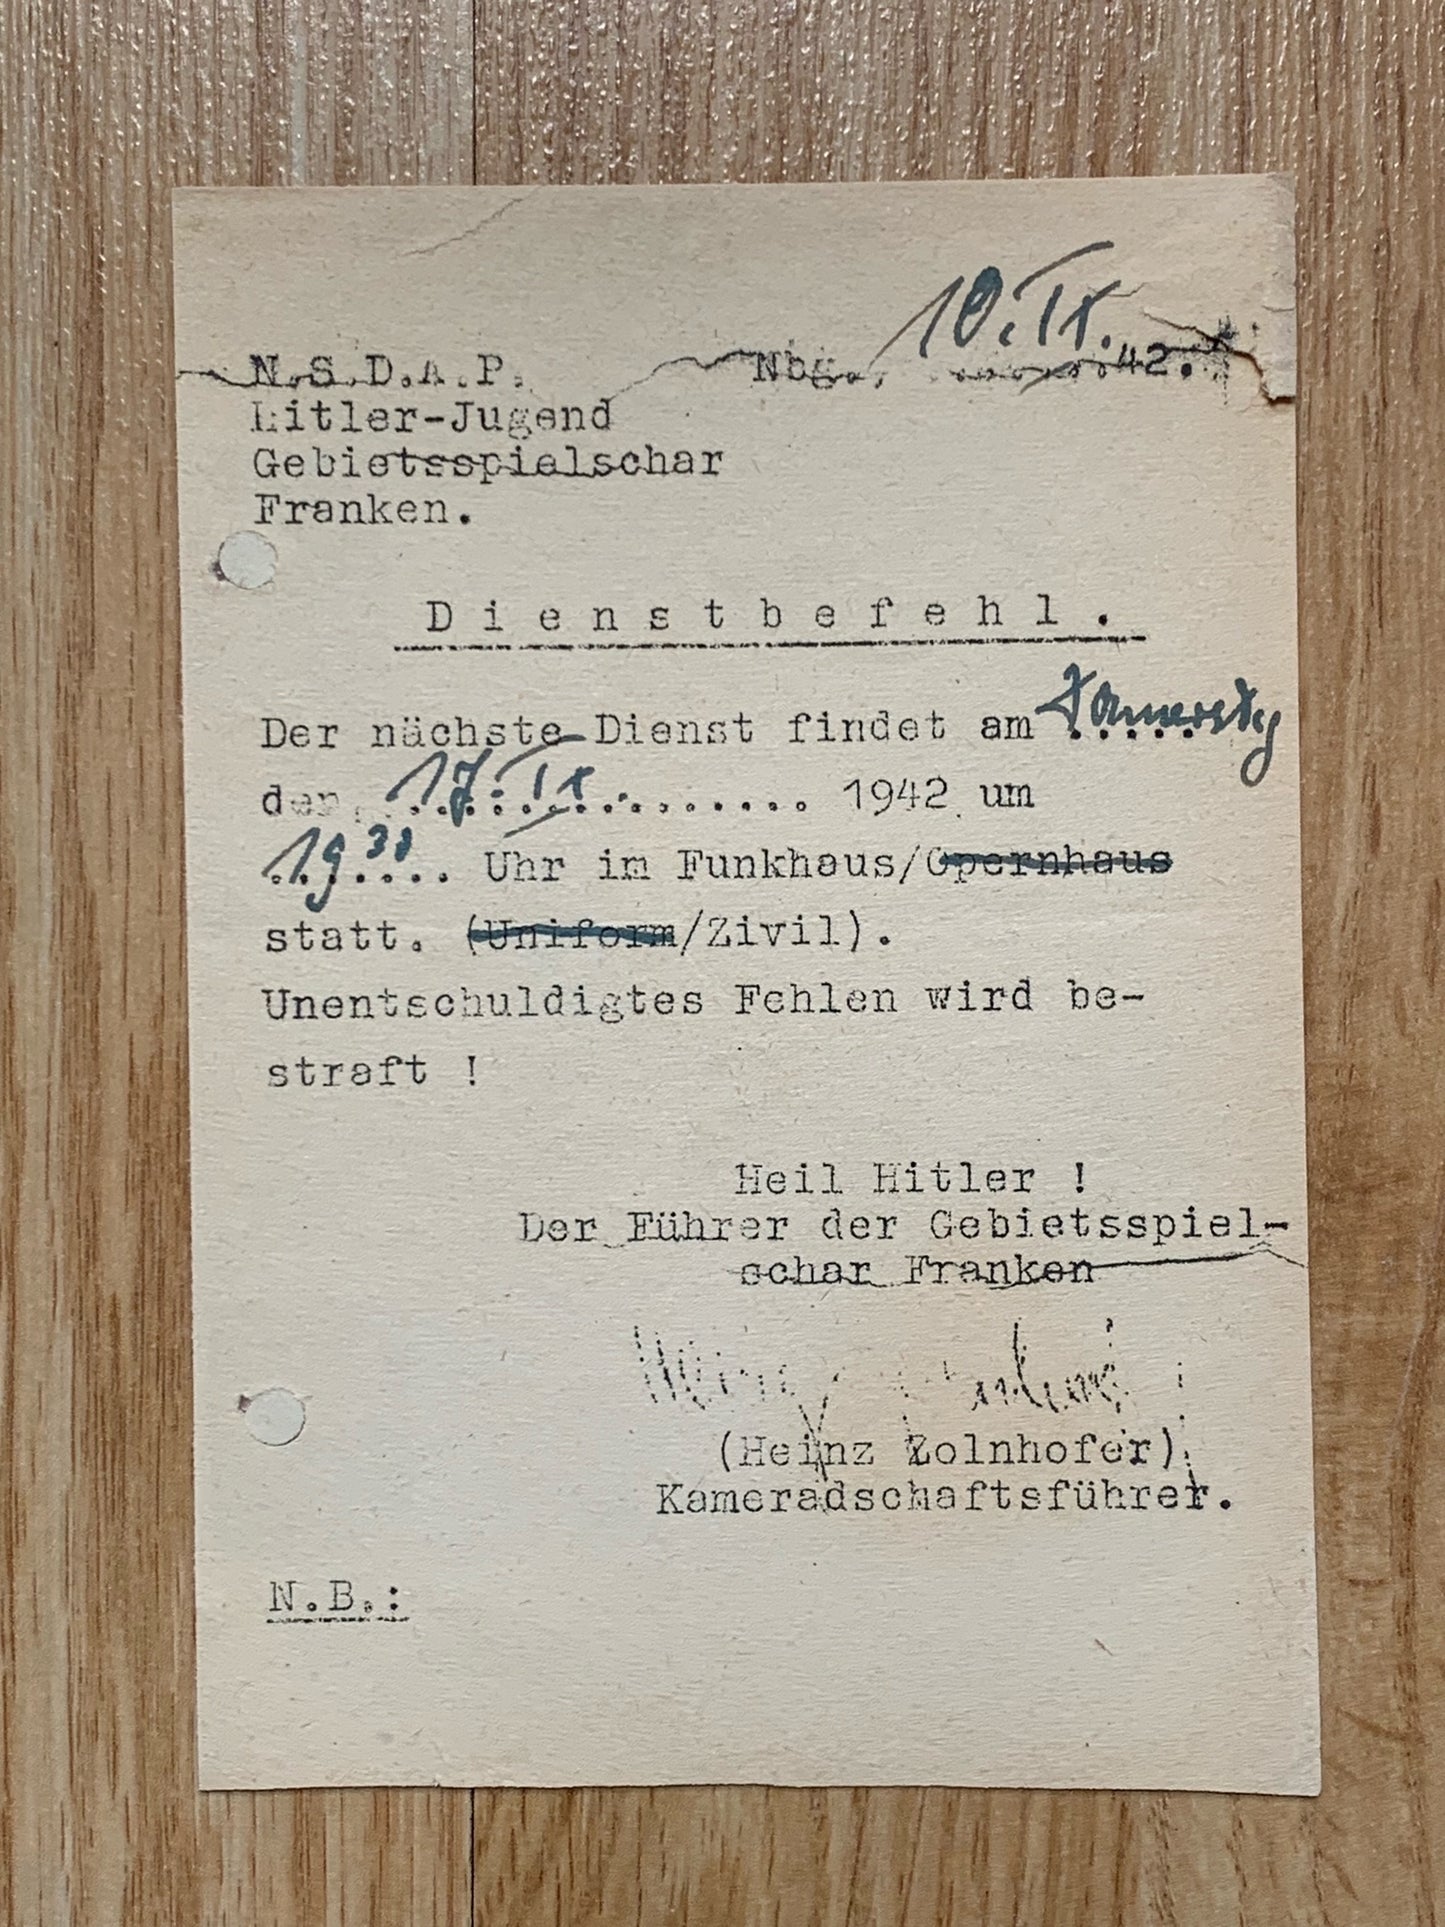 10. IX.
N.S.D.A.P. Nbg., 42.
Hitler-Jugend
Gebietsspielschar
Franken.
Dienstbefehl.
Der nächste Dienst findet am Donnerstag
den 17. IX. 1942 um
19 30 Uhr im Funkhaus/Opernhaus
statt. (Uniform/Zivil).
Unentschuldigtes Fehlen wird be-
straft !
Heil Hitler !
Der Führer der Gebietsspiel-
schar Franken
(Heinz Zolnhofer)
Kameradschaftsführer.
N.B.: